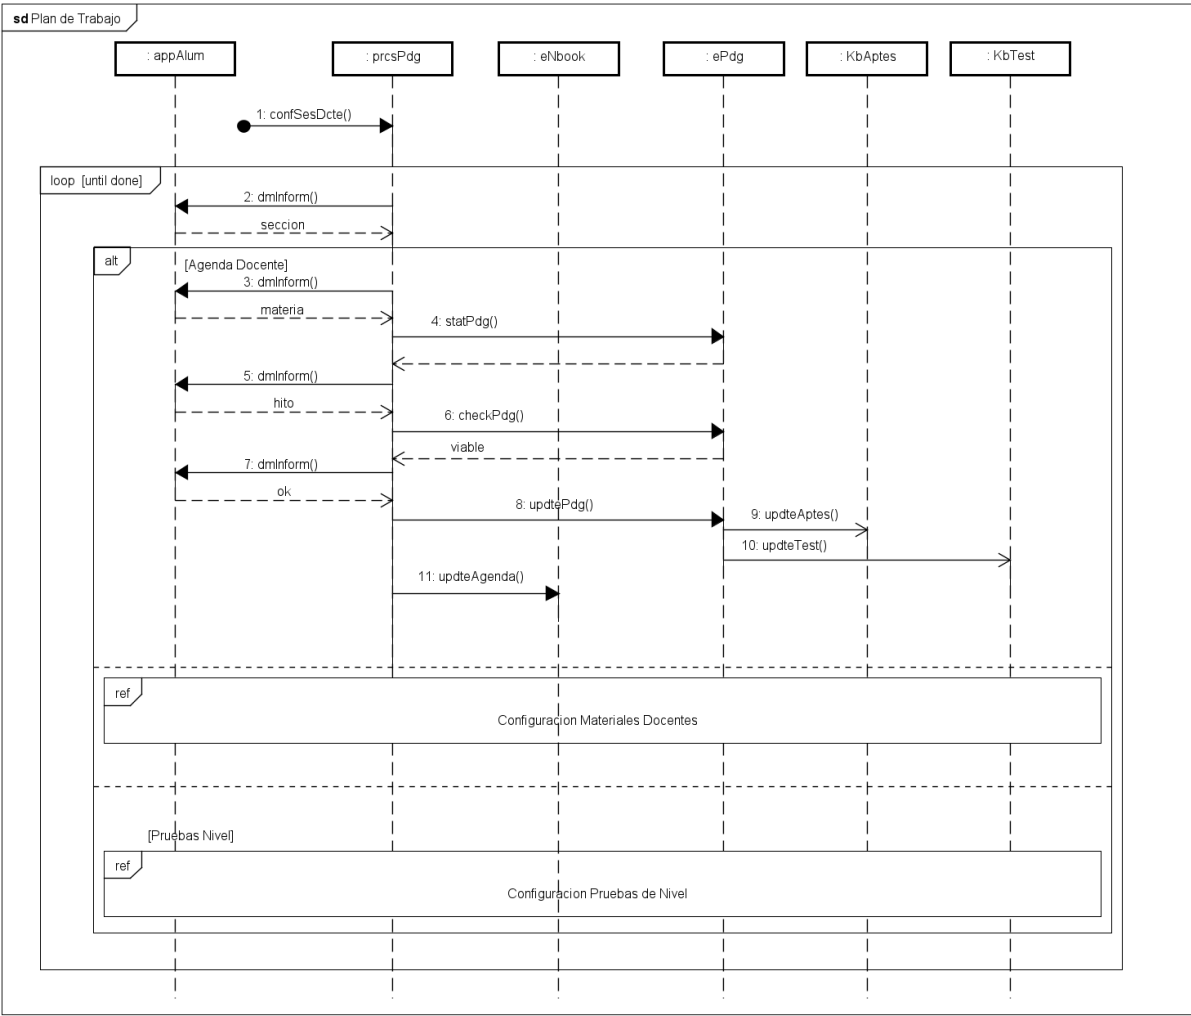 sd Plan de Trabajo
: appAlum
: prcsPdg
: eNbook
: ePdg
: KbAptes
: KbTest
1: confSesDcte()
loop [until done]
2: dmInform()
seccion
alt
[Agenda Docente]
3: dmInform()
materia
4: statPdg()
5: dmInform()
hito
6: checkPdg()
viable
7: dmInform()
ok
8: updtePdg()
9: updteAptes()
10: updteTest()
11: updteAgenda()
ref
Configuracion Materiales Docentes
[Pruebas Nivel]
ref
Configuracion Pruebas de Nivel